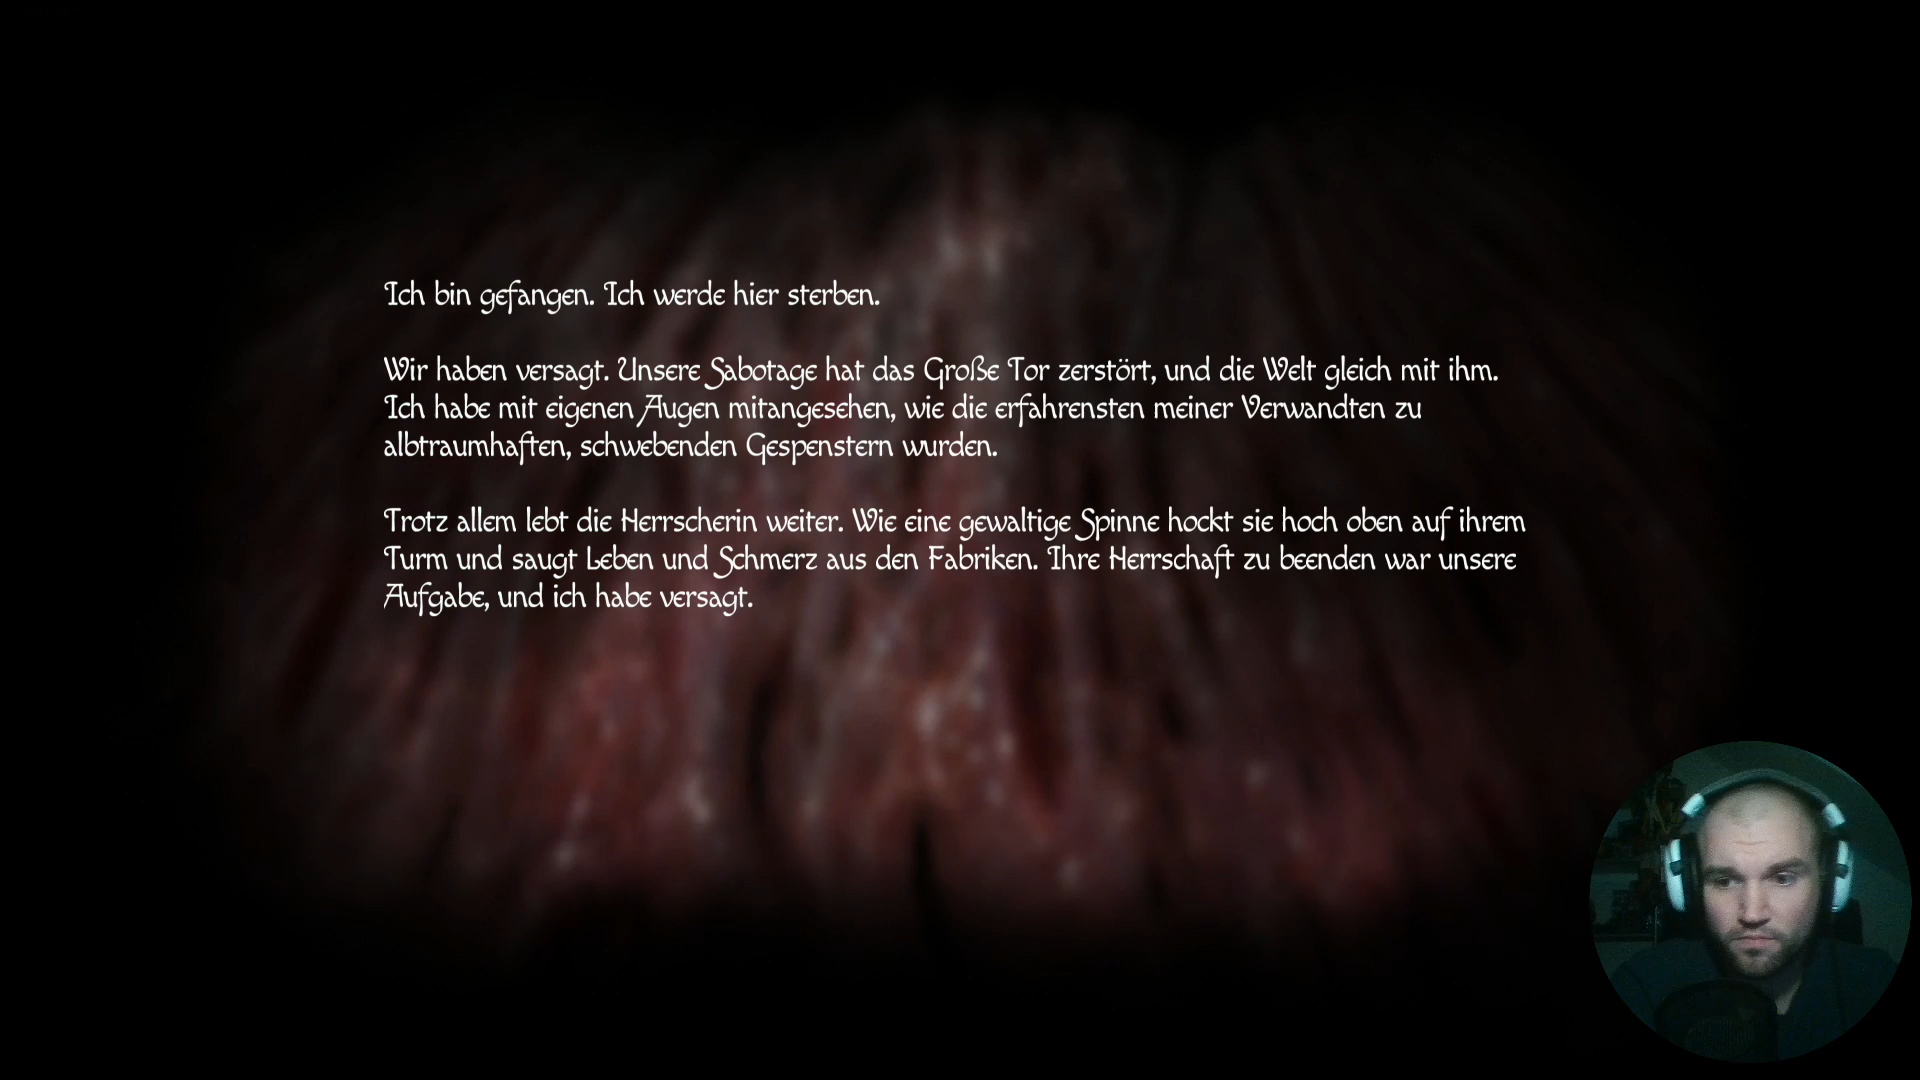 Ich bin gefangen. Ich werde hier sterben.
Wir haben versagt. Unsere Sabotage hat das Große Tor zerstört, und die Welt gleich mit ihm.
Ich habe mit eigenen Augen mitangesehen, wie die erfahrensten meiner Verwandten zu
albtraumhaften, schwebenden Gespenstern wurden.
Trotz allem lebt die Herrscherin weiter. Wie eine gewaltige Spinne hockt sie hoch oben auf ihrem
Turm und saugt Leben und Schmerz aus den Fabriken. Ihre Herrschaft zu beenden war unsere
Aufgabe, und ich habe versagt.